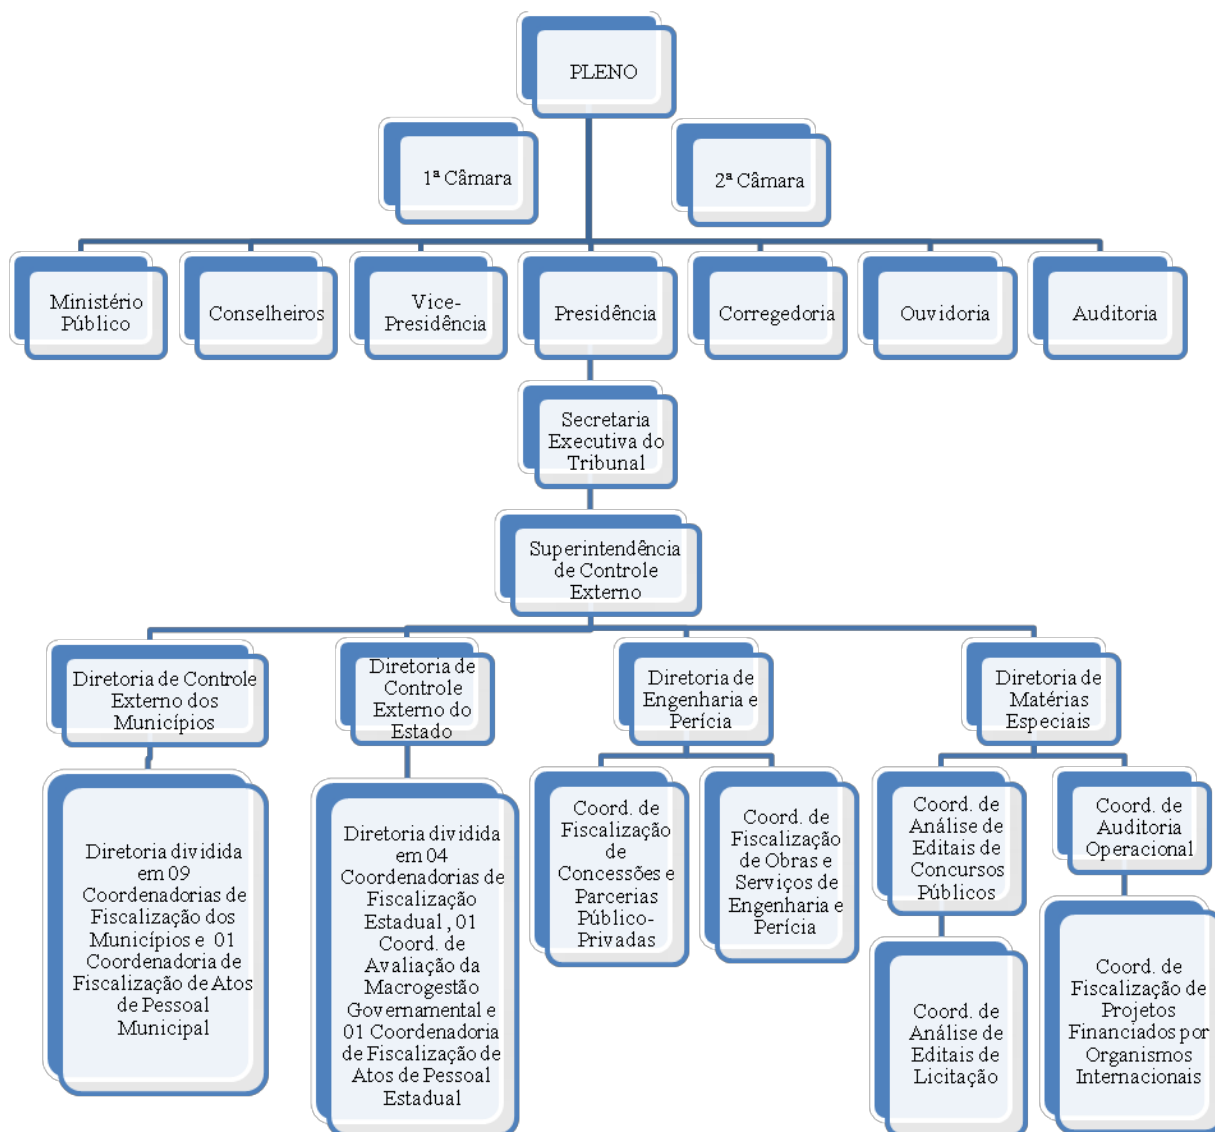 PLENO
1ª Câmara
2ª Câmara
Ministério
Público
Conselheiros
Vice-
Presidência
Presidência
Corregedoria
Ouvidoria
Auditoria
Secretaria
Executiva do
Tribunal
Superintendência
de Controle
Externo
Diretoria de Controle
Externo dos
Municípios
Diretoria de
Controle
Externo do
Estado
Diretoria de
Engenharia e
Perícia
Diretoria de
Matérias
Especiais
Diretoria dividida
em 09
Coordenadorias de
Fiscalização dos
Municípios e 01
Coordenadoria de
Fiscalização de Atos
de Pessoal
Municipal
Diretoria dividida
em 04
Coordenadorias de
Fiscalização
Estadual , 01
Coord. de
Avaliação da
Macrogestão
Governamental e
01 Coordenadoria
de Fiscalização de
Atos de Pessoal
Estadual
Coord. de
Fiscalização
de
Concessões e
Parcerias
Público-
Privadas
Coord. de
Fiscalização
de Obras e
Serviços de
Engenharia e
Perícia
Coord. de
Análise de
Editais de
Concursos
Públicos
Coord. de
Auditoria
Operacional
Coord. de
Análise de
Editais de
Licitação
Coord. de
Fiscalização de
Projetos
Financiados por
Organismos
Internacionais